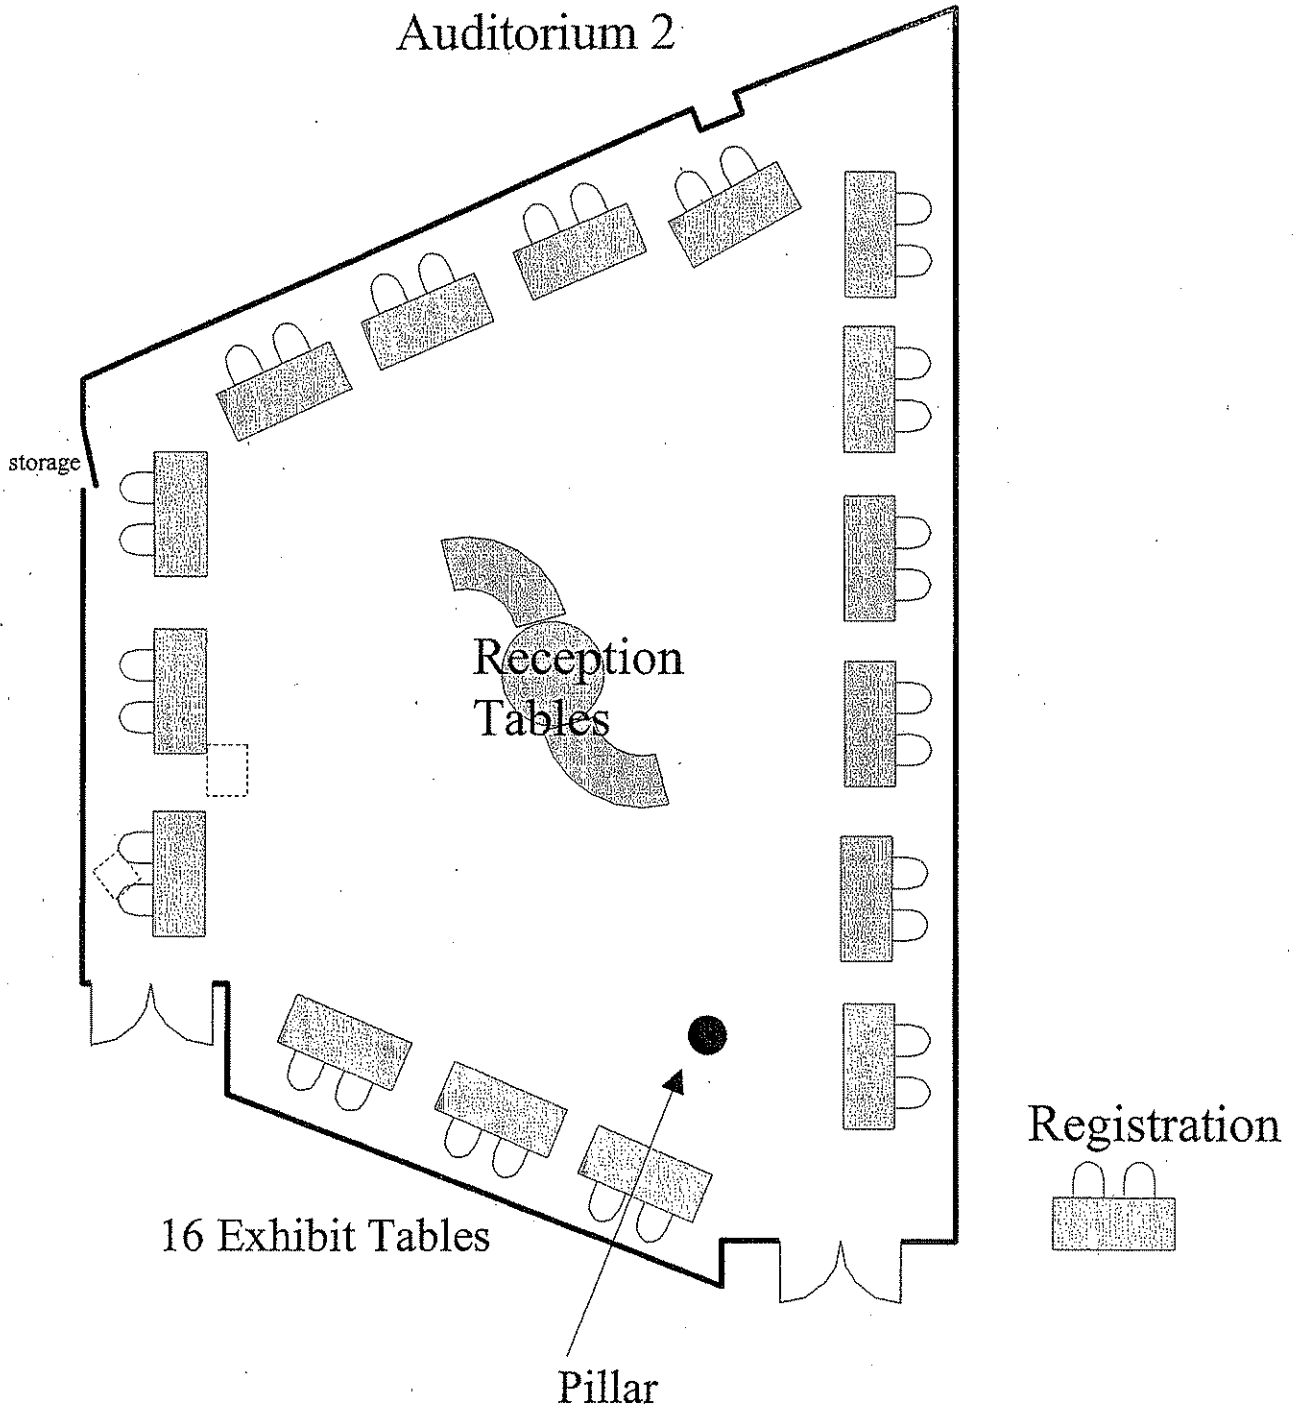 Auditorium 2
storage
Reception
Tables
Registration
16 Exhibit Tables
Pillar